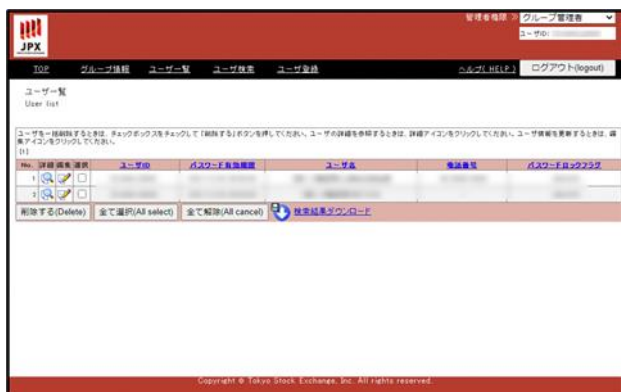 管理者権限 » グループ管理者
JPX
ユーザID:
TOP グループ情報 ユーザ一覧 ユーザ検索 ユーザ登録 ヘルプ( HELP ) ログアウト(logout)
ユーザ一覧
User list
ユーザを一括削除するときは、チェックボックスをチェックして「削除する」ボタンを押してください。ユーザの詳細を参照するときは、詳細アイコンをクリックしてください。ユーザ情報を更新するときは、編
集アイコンをクリックしてください。
[1]
No. 詳細 編集 選択 ユーザID パスワード有効期限 ユーザ名 電話番号 パスワードロックフラグ
1
2
削除する(Delete) 全て選択(All select) 全て解除(All cancel) 検索結果ダウンロード
Copyright © Tokyo Stock Exchange, Inc. All rights reserved.